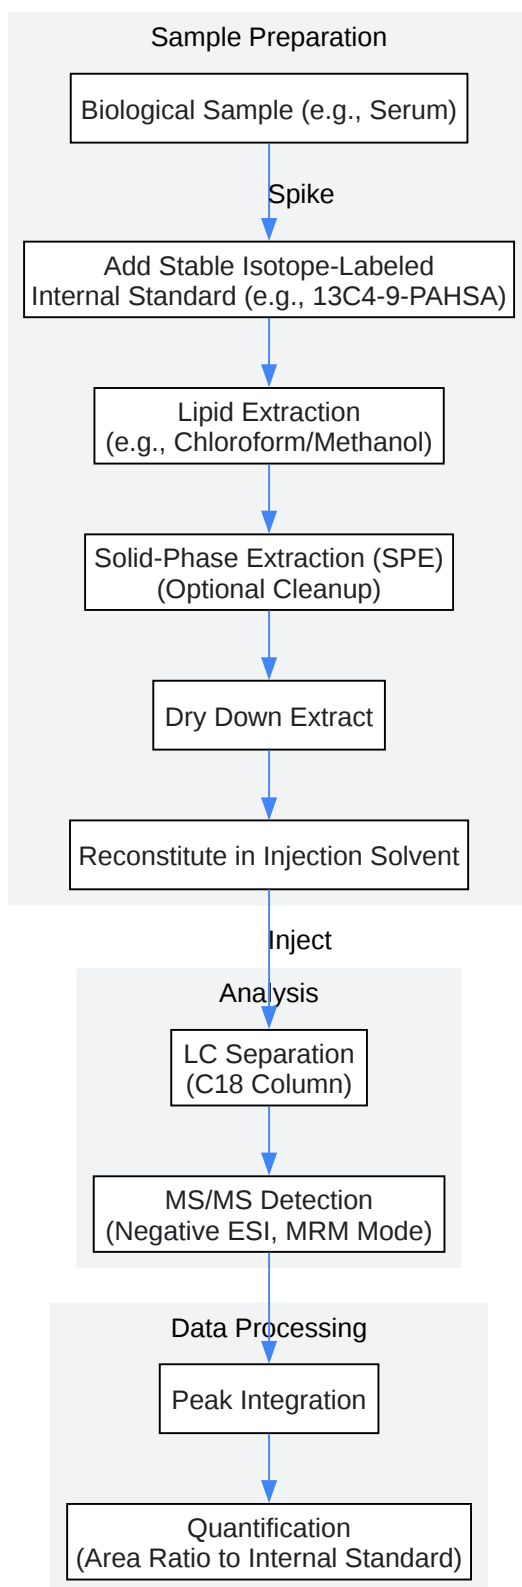 Sample Preparation
Biological Sample (e.g., Serum)
Spike
Add Stable Isotope-Labeled
Internal Standard (e.g., 13C4-9-PAHSA)
Lipid Extraction
(e.g., Chloroform/Methanol)
Solid-Phase Extraction (SPE)
(Optional Cleanup)
Dry Down Extract
Reconstitute in Injection Solvent
Inject
Analysis
LC Separation
(C18 Column)
MS/MS Detection
(Negative ESI, MRM Mode)
Data Processing
Peak Integration
Quantification
(Area Ratio to Internal Standard)